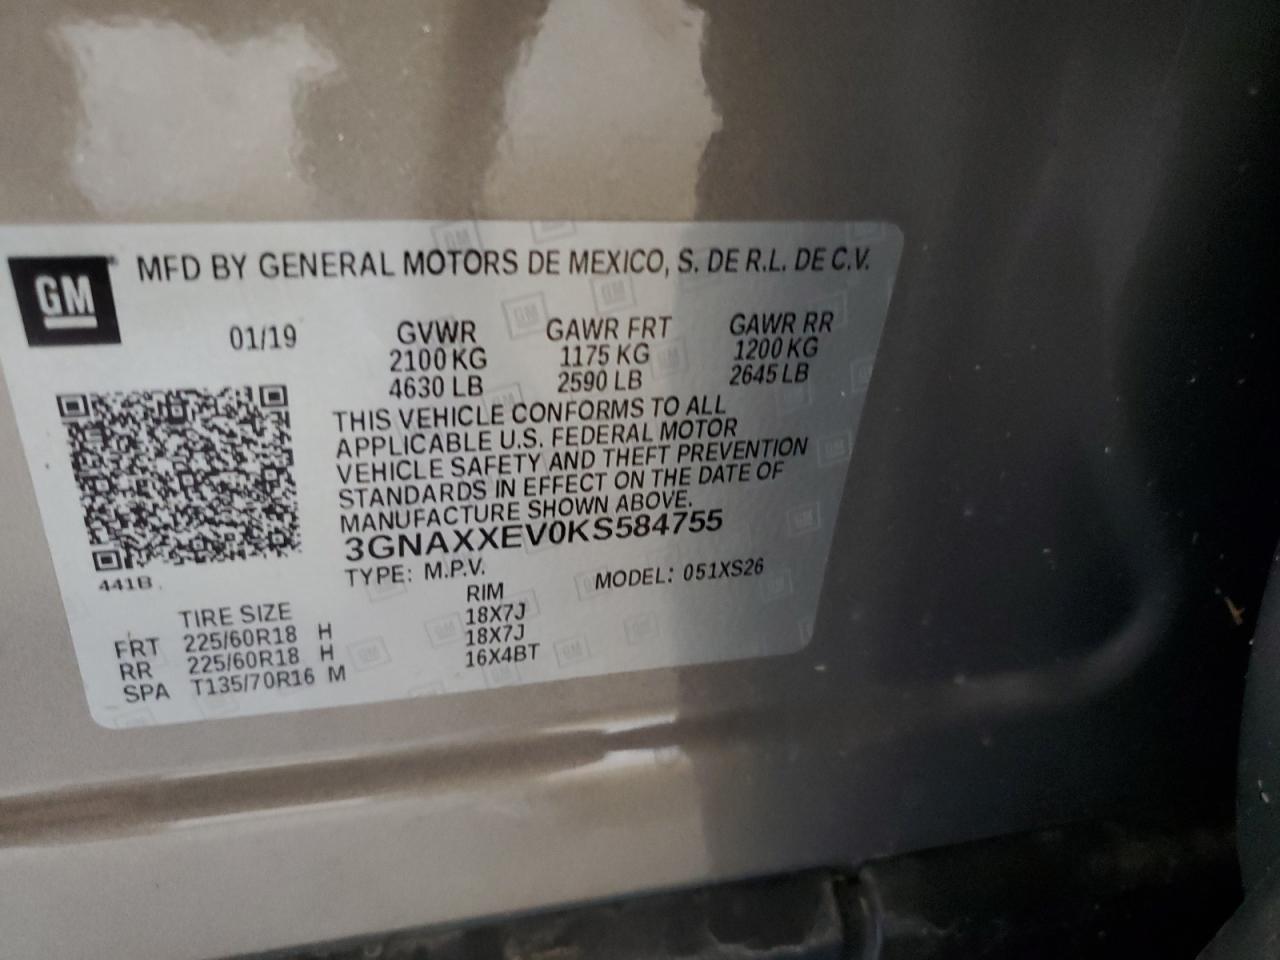 GM
MFD BY GENERAL MOTORS DE MEXICO, S. DE R.L. DE C.V.
01/19 GVWR GAWR FRT GAWR RR
2100 KG 1175 KG 1200 KG
4630 LB 2590 LB 2645 LB
THIS VEHICLE CONFORMS TO ALL
APPLICABLE U.S. FEDERAL MOTOR
VEHICLE SAFETY AND THEFT PREVENTION
STANDARDS IN EFFECT ON THE DATE OF
MANUFACTURE SHOWN ABOVE.
3GNAXXEV0KS584755
441B
TYPE: M.P.V. MODEL: 051XS26
TIRE SIZE RIM
FRT 225/60R18 H 18X7J
RR 225/60R18 H 18X7J
SPA T135/70R16 M 16X4BT